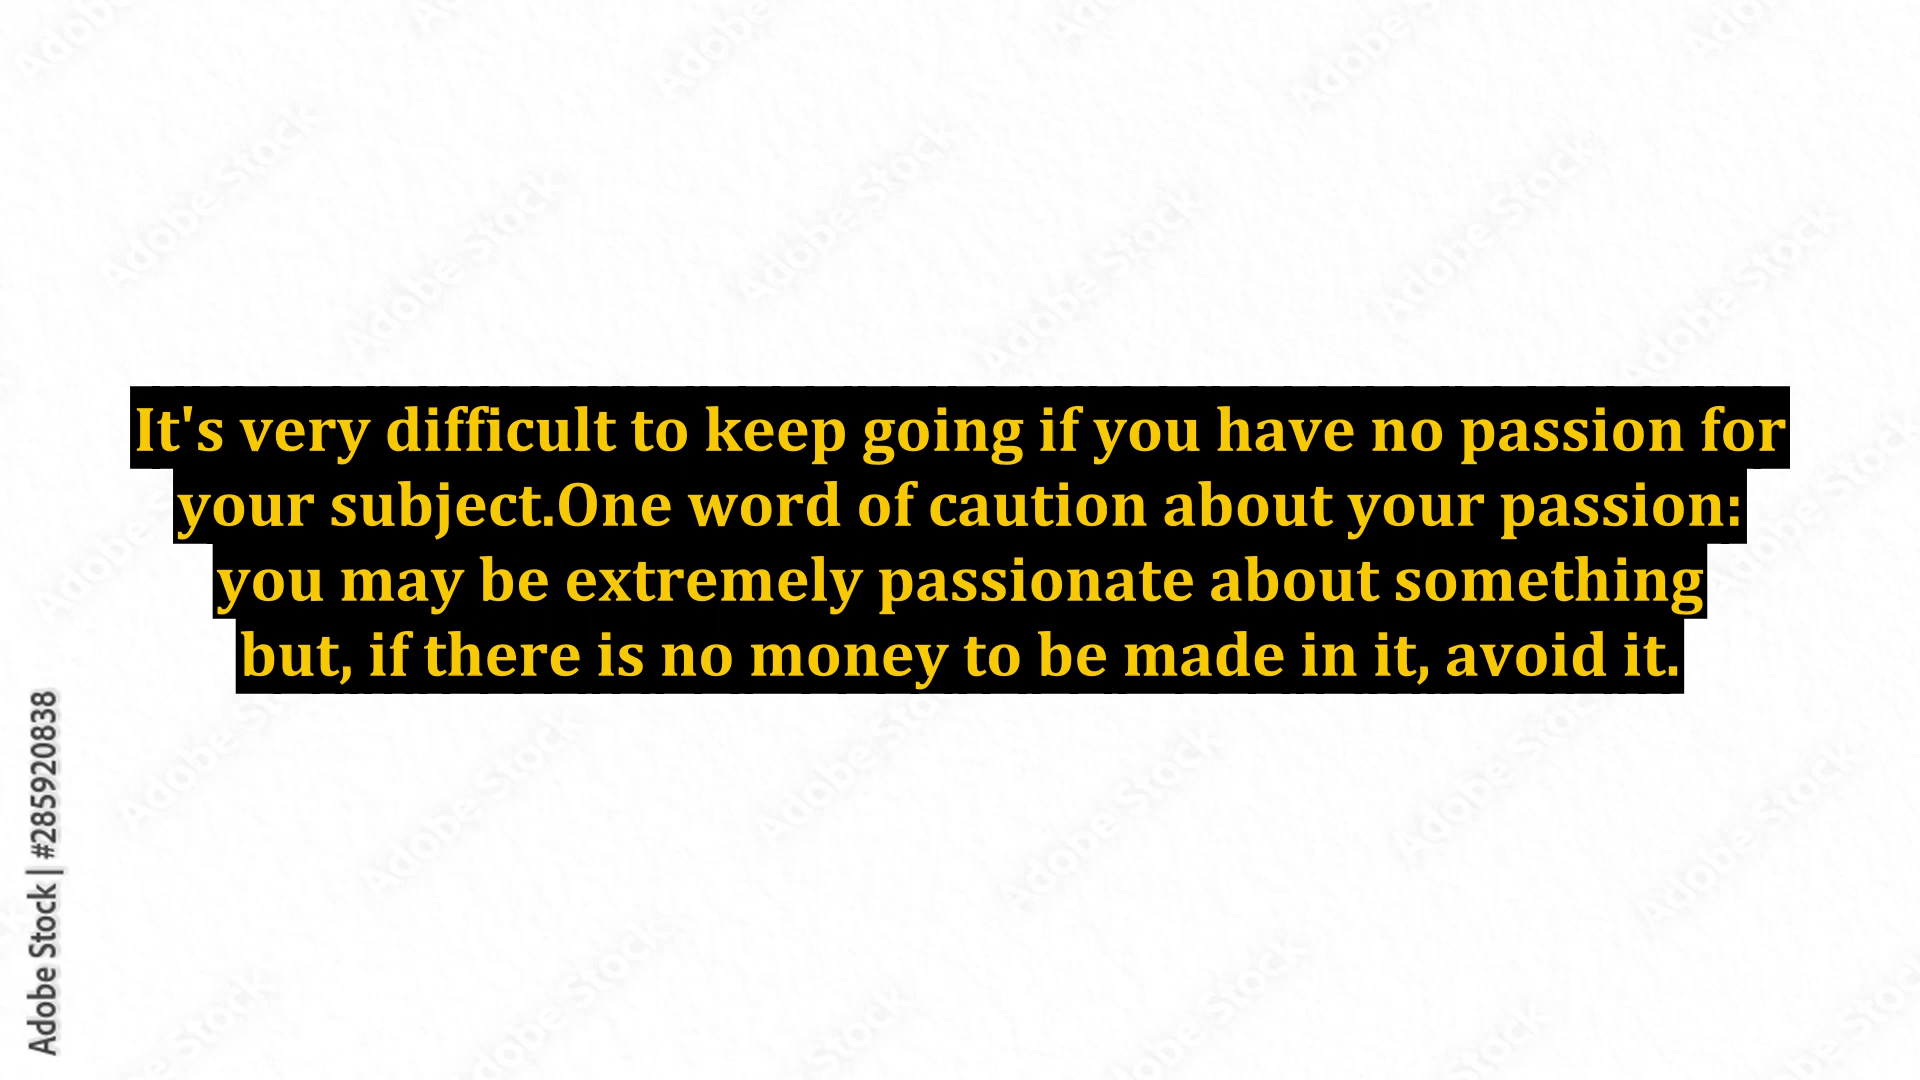 It's very difficult to keep going if you have no passion for
your subject.One word of caution about your passion:
you may be extremely passionate about something
but, if there is no money to be made in it, avoid it.
Adobe Stock | #285920838